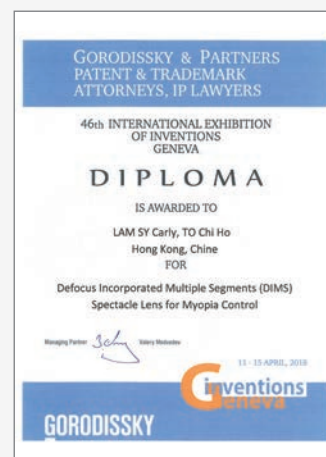 GORODISSKY & PARTNERS
PATENT & TRADEMARK
ATTORNEYS, IP LAWYERS
46th INTERNATIONAL EXHIBITION
OF INVENTIONS
GENEVA
DIPLOMA
IS AWARDED TO
LAM SY Carly, TO Chi Ho
Hong Kong, Chine
FOR
Defocus Incorporated Multiple Segments (DIMS)
Spectacle Lens for Myopia Control
Managing Partner Valery Medvedev
11 - 15 APRIL, 2018
inventions
Geneva
GORODISSKY